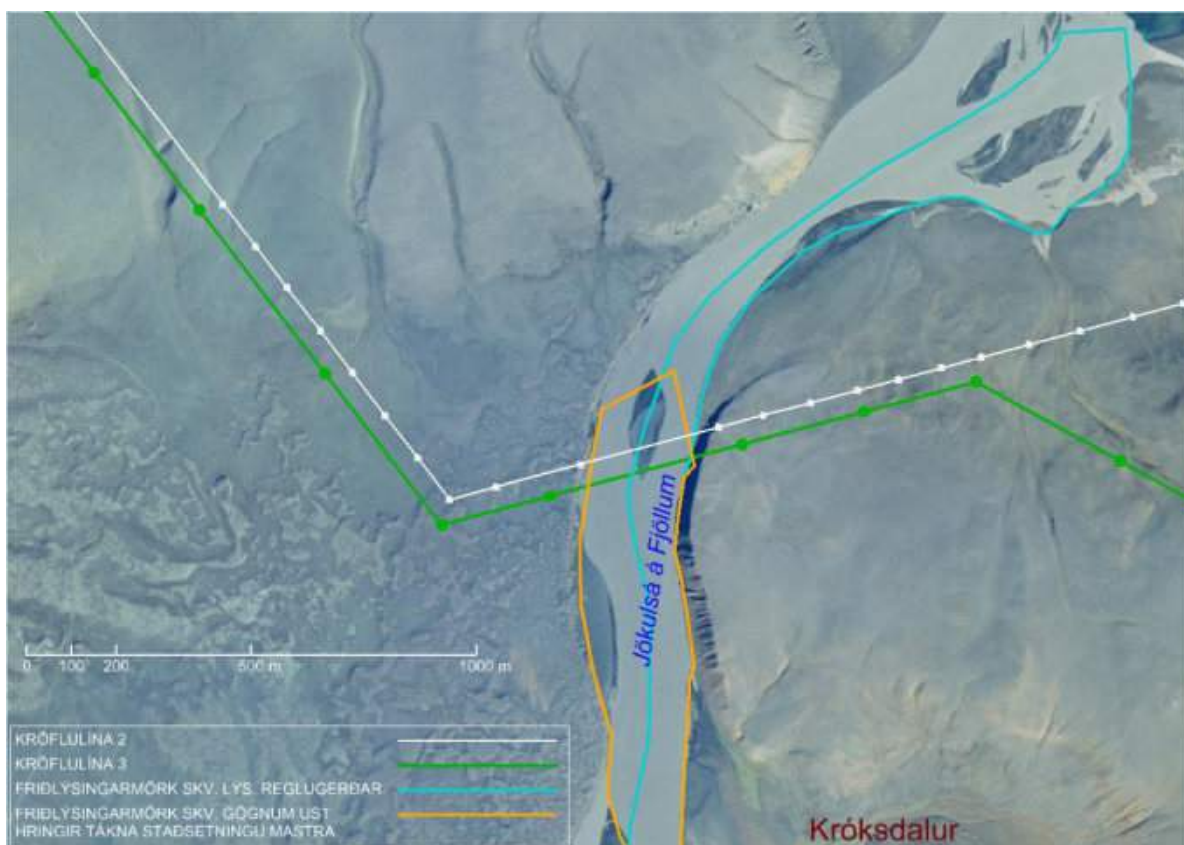 Jökulsá á Fjöllum
0 100 200 500 m 1000 m
KRÖFLULÍNA 2
KRÖFLULÍNA 3
FRIÐLÝSINGARMÖRK SKV. LÝS. REGLUGERÐAR
FRIÐLÝSINGARMÖRK SKV. GÖGNUM UST
HRINGIR TÁKNA STAÐSETNINGU MASTRA
Króksdalur